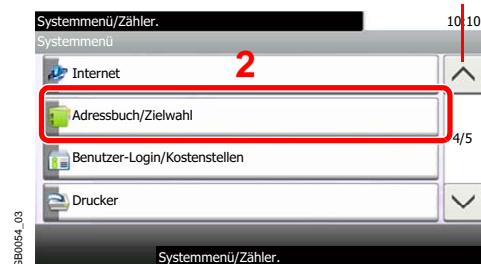 Systemmenü/Zähler.
10:10
Systemmenü
Internet
2
Adressbuch/Zielwahl
4/5
Benutzer-Login/Kostenstellen
Drucker
Systemmenü/Zähler.
GB0054_03